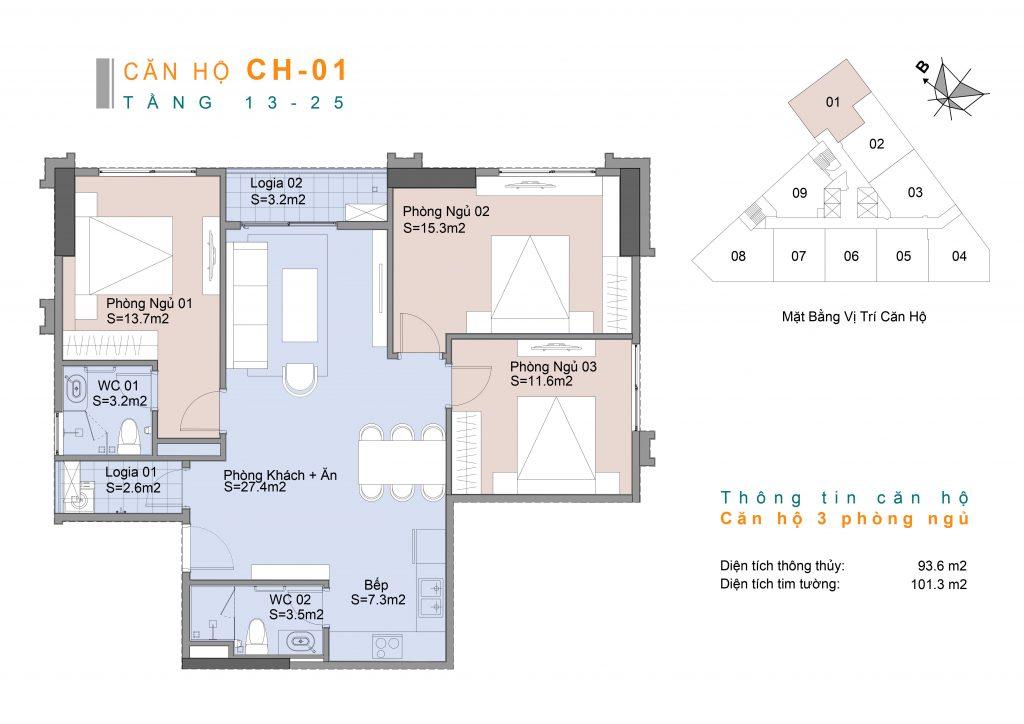 CĂN HỘ CH-01
TẦNG 13-25
B
01
02
03
09
08
07
06
05
04
Mặt Bằng Vị Trí Căn Hộ
Logia 02
S=3.2m2
Phòng Ngủ 02
S=15.3m2
Phòng Ngủ 01
S=13.7m2
Phòng Ngủ 03
S=11.6m2
WC 01
S=3.2m2
Logia 01
S=2.6m2
Phòng Khách + Ăn
S=27.4m2
Bếp
S=7.3m2
WC 02
S=3.5m2
Thông tin căn hộ
Căn hộ 3 phòng ngủ
Diện tích thông thủy: 93.6 m2
Diện tích tim tường: 101.3 m2